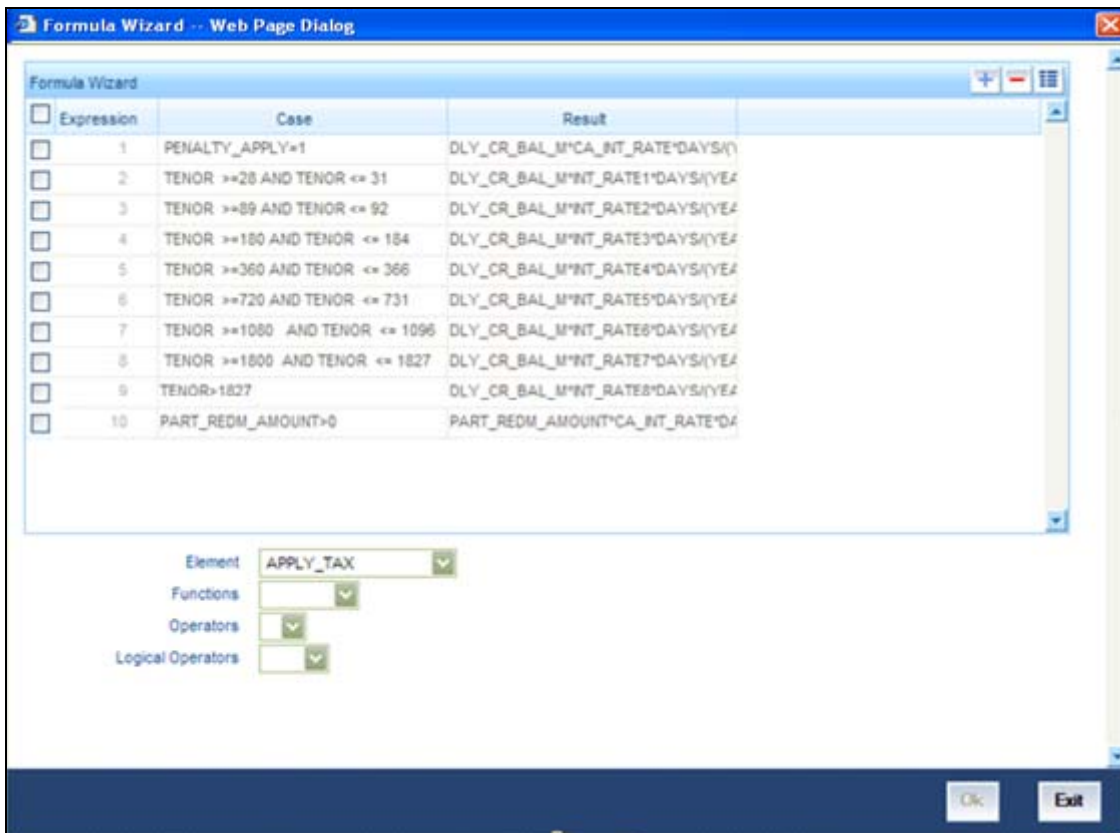 Formula Wizard -- Web Page Dialog
Formula Wizard
Expression Case Result
1 PENALTY_APPLY=1 DLY_CR_BAL_M*CA_INT_RATE*DAYS/(Y
2 TENOR >=28 AND TENOR <= 31 DLY_CR_BAL_M*INT_RATE1*DAYS/(YEA
3 TENOR >=89 AND TENOR <= 92 DLY_CR_BAL_M*INT_RATE2*DAYS/(YEA
4 TENOR >=180 AND TENOR <= 184 DLY_CR_BAL_M*INT_RATE3*DAYS/(YEA
5 TENOR >=360 AND TENOR <= 366 DLY_CR_BAL_M*INT_RATE4*DAYS/(YEA
6 TENOR >=720 AND TENOR <= 731 DLY_CR_BAL_M*INT_RATE5*DAYS/(YEA
7 TENOR >=1080 AND TENOR <= 1096 DLY_CR_BAL_M*INT_RATE6*DAYS/(YEA
8 TENOR >=1800 AND TENOR <= 1827 DLY_CR_BAL_M*INT_RATE7*DAYS/(YEA
9 TENOR>1827 DLY_CR_BAL_M*INT_RATE8*DAYS/(YEA
10 PART_REDM_AMOUNT>0 PART_REDM_AMOUNT*CA_INT_RATE*DA
Element APPLY_TAX
Functions
Operators
Logical Operators
Ok Exit